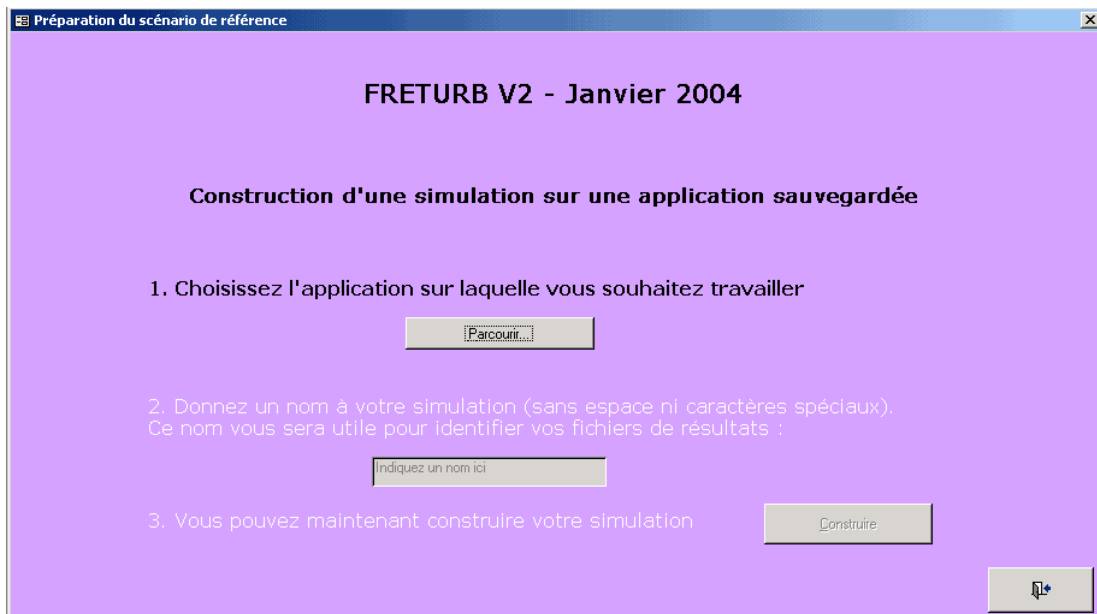 Préparation du scénario de référence
FRETURB V2 - Janvier 2004
Construction d'une simulation sur une application sauvegardée
1. Choisissez l'application sur laquelle vous souhaitez travailler
Parcourir...
2. Donnez un nom à votre simulation (sans espace ni caractères spéciaux).
Ce nom vous sera utile pour identifier vos fichiers de résultats :
Indiquez un nom ici
3. Vous pouvez maintenant construire votre simulation
Construire